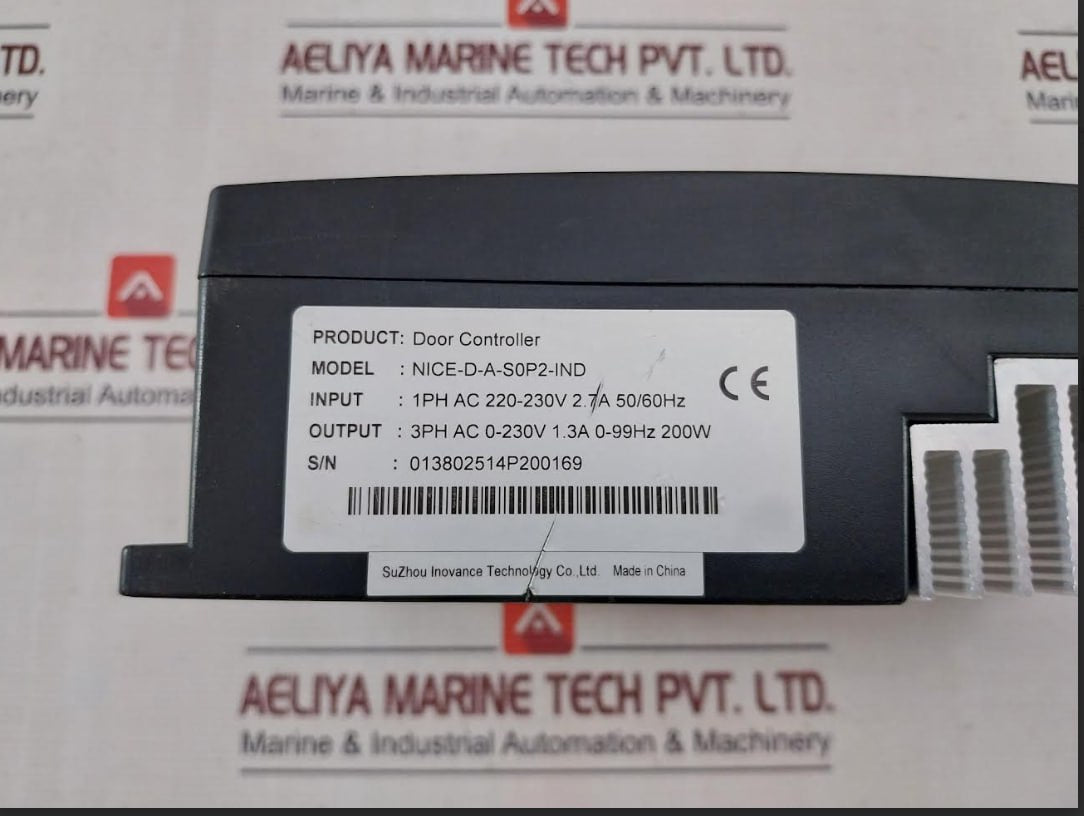 TD.
ery
AELIYA MARINE TECH PVT. LTD.
Marine & Industrial Automation & Machinery
AEL
Mari
MARINE TEC
dustrial Automa
PRODUCT: Door Controller
MODEL : NICE-D-A-S0P2-IND
INPUT : 1PH AC 220-230V 2.7A 50/60Hz
OUTPUT : 3PH AC 0-230V 1.3A 0-99Hz 200W
S/N : 013802514P200169
CE
SuZhou Inovance Technology Co.,Ltd. Made in China
AELIYA MARINE TECH PVT. LTD.
Marine & Industrial Automation & Machinery